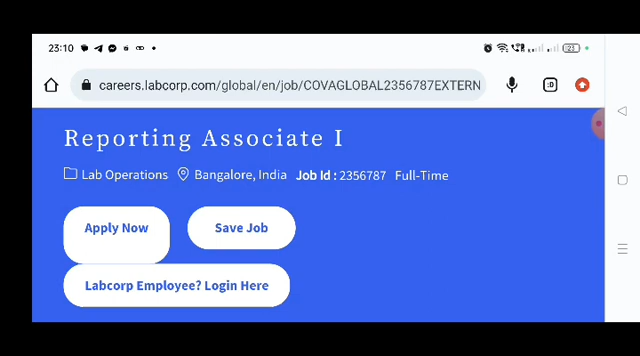 23:10
23
careers.labcorp.com/global/en/job/COVAGLOBAL2356787EXTERN
:D
Reporting Associate I
Lab Operations Bangalore, India Job Id : 2356787 Full-Time
Apply Now Save Job
Labcorp Employee? Login Here